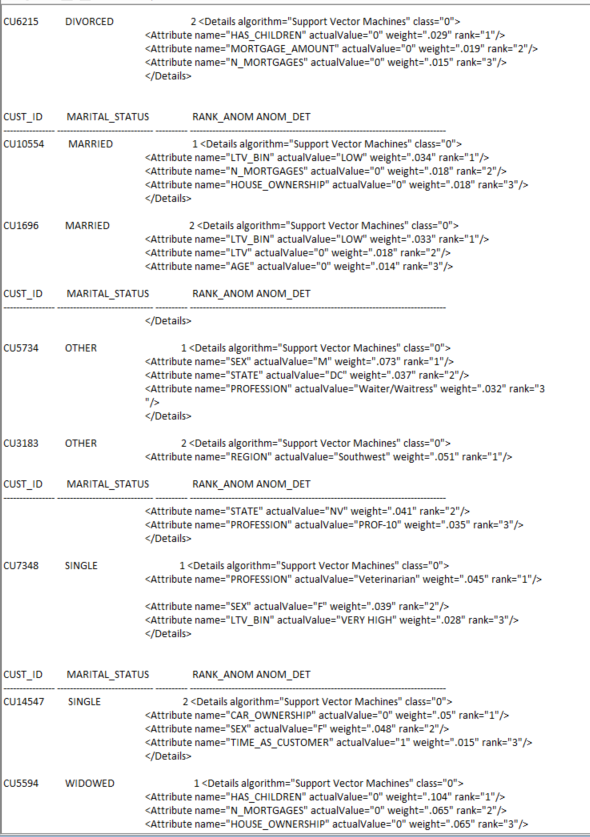 CU6215 DIVORCED 2 <Details algorithm="Support Vector Machines" class="0">
<Attribute name="HAS_CHILDREN" actualValue="0" weight=".029" rank="1"/>
<Attribute name="MORTGAGE_AMOUNT" actualValue="0" weight=".019" rank="2"/>
<Attribute name="N_MORTGAGES" actualValue="0" weight=".015" rank="3"/>
</Details>
CUST_ID MARITAL_STATUS RANK_ANOM ANOM_DET
---------------- -------------------------------- ---------- --------------------------------------------------------------------------------
CU10554 MARRIED 1 <Details algorithm="Support Vector Machines" class="0">
<Attribute name="LTV_BIN" actualValue="LOW" weight=".034" rank="1"/>
<Attribute name="N_MORTGAGES" actualValue="0" weight=".018" rank="2"/>
<Attribute name="HOUSE_OWNERSHIP" actualValue="0" weight=".018" rank="3"/>
</Details>
CU1696 MARRIED 2 <Details algorithm="Support Vector Machines" class="0">
<Attribute name="LTV_BIN" actualValue="LOW" weight=".033" rank="1"/>
<Attribute name="LTV" actualValue="0" weight=".018" rank="2"/>
<Attribute name="AGE" actualValue="0" weight=".014" rank="3"/>
CUST_ID MARITAL_STATUS RANK_ANOM ANOM_DET
---------------- -------------------------------- ---------- --------------------------------------------------------------------------------
</Details>
CU5734 OTHER 1 <Details algorithm="Support Vector Machines" class="0">
<Attribute name="SEX" actualValue="M" weight=".073" rank="1"/>
<Attribute name="STATE" actualValue="DC" weight=".037" rank="2"/>
<Attribute name="PROFESSION" actualValue="Waiter/Waitress" weight=".032" rank="3
"/>
</Details>
CU3183 OTHER 2 <Details algorithm="Support Vector Machines" class="0">
<Attribute name="REGION" actualValue="Southwest" weight=".051" rank="1"/>
CUST_ID MARITAL_STATUS RANK_ANOM ANOM_DET
---------------- -------------------------------- ---------- --------------------------------------------------------------------------------
<Attribute name="STATE" actualValue="NV" weight=".041" rank="2"/>
<Attribute name="PROFESSION" actualValue="PROF-10" weight=".035" rank="3"/>
</Details>
CU7348 SINGLE 1 <Details algorithm="Support Vector Machines" class="0">
<Attribute name="PROFESSION" actualValue="Veterinarian" weight=".045" rank="1"/>
<Attribute name="SEX" actualValue="F" weight=".039" rank="2"/>
<Attribute name="LTV_BIN" actualValue="VERY HIGH" weight=".028" rank="3"/>
</Details>
CUST_ID MARITAL_STATUS RANK_ANOM ANOM_DET
---------------- -------------------------------- ---------- --------------------------------------------------------------------------------
CU14547 SINGLE 2 <Details algorithm="Support Vector Machines" class="0">
<Attribute name="CAR_OWNERSHIP" actualValue="0" weight=".05" rank="1"/>
<Attribute name="SEX" actualValue="F" weight=".048" rank="2"/>
<Attribute name="TIME_AS_CUSTOMER" actualValue="1" weight=".015" rank="3"/>
</Details>
CU5594 WIDOWED 1 <Details algorithm="Support Vector Machines" class="0">
<Attribute name="HAS_CHILDREN" actualValue="0" weight=".104" rank="1"/>
<Attribute name="N_MORTGAGES" actualValue="0" weight=".065" rank="2"/>
<Attribute name="HOUSE_OWNERSHIP" actualValue="0" weight=".065" rank="3"/>